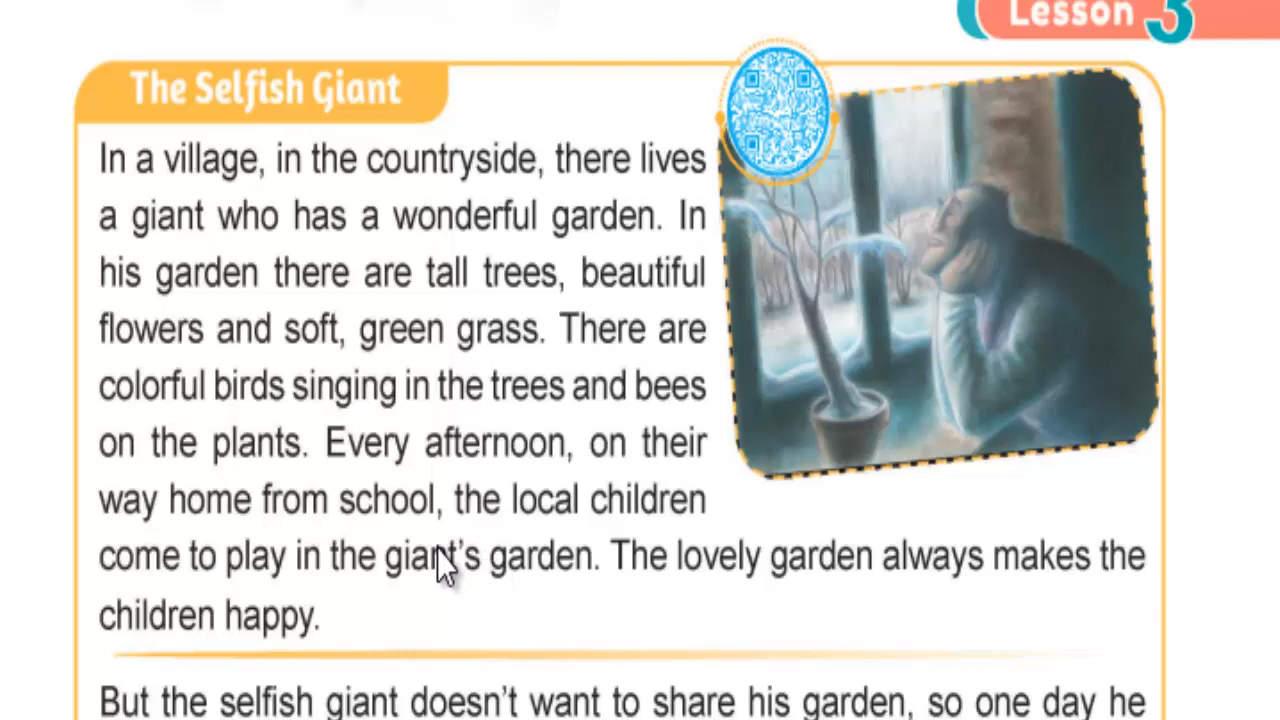 Lesson 3
The Selfish Giant
In a village, in the countryside, there lives
a giant who has a wonderful garden. In
his garden there are tall trees, beautiful
flowers and soft, green grass. There are
colorful birds singing in the trees and bees
on the plants. Every afternoon, on their
way home from school, the local children
come to play in the giant's garden. The lovely garden always makes the
children happy.
But the selfish giant doesn't want to share his garden, so one day he